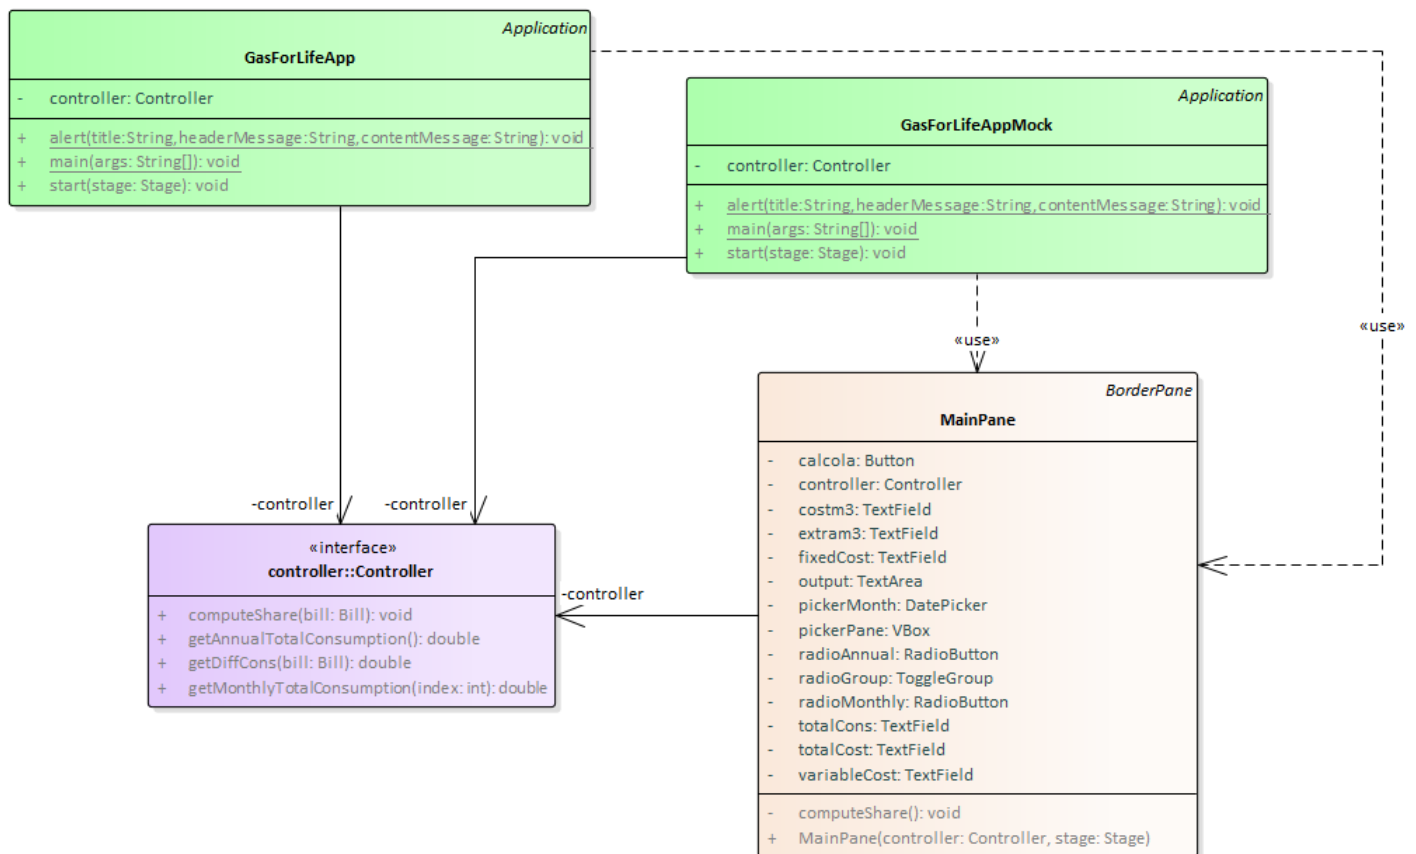 Application
GasForLifeApp
- controller: Controller
+ alert(title:String,headerMessage:String,contentMessage:String): void
+ main(args: String[]): void
+ start(stage: Stage): void
Application
GasForLifeAppMock
- controller: Controller
+ alert(title:String,headerMessage:String,contentMessage:String): void
+ main(args: String[]): void
+ start(stage: Stage): void
«use»
«use»
-controller
-controller
«interface»
controller::Controller
+ computeShare(bill: Bill): void
+ getAnnualTotalConsumption(): double
+ getDiffCons(bill: Bill): double
+ getMonthlyTotalConsumption(index: int): double
-controller
BorderPane
MainPane
- calcola: Button
- controller: Controller
- costm3: TextField
- extram3: TextField
- fixedCost: TextField
- output: TextArea
- pickerMonth: DatePicker
- pickerPane: VBox
- radioAnnual: RadioButton
- radioGroup: ToggleGroup
- radioMonthly: RadioButton
- totalCons: TextField
- totalCost: TextField
- variableCost: TextField
- computeShare(): void
+ MainPane(controller: Controller, stage: Stage)